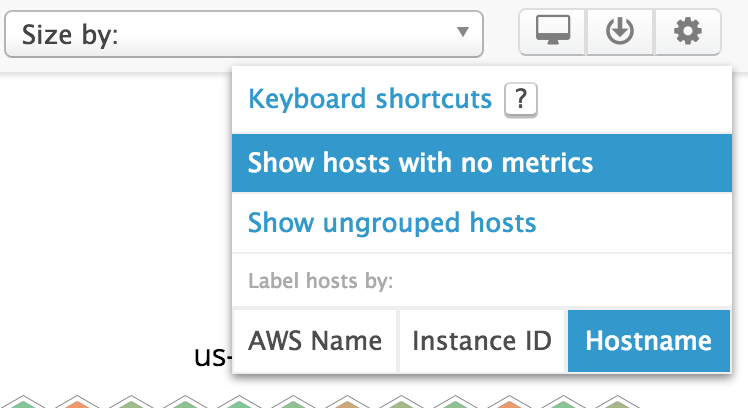 Size by:
Keyboard shortcuts ?
Show hosts with no metrics
Show ungrouped hosts
Label hosts by:
AWS Name Instance ID Hostname
us-